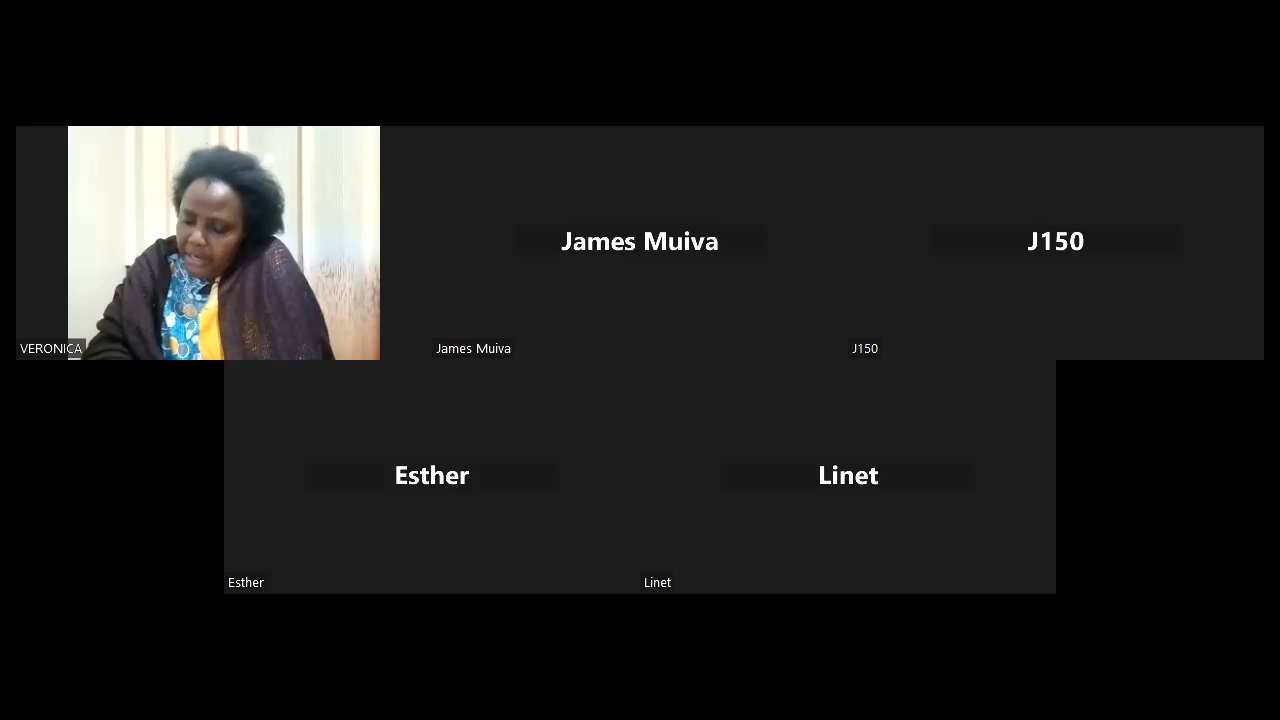 James Muiva
J150
VERONICA
James Muiva
J150
Esther
Linet
Esther
Linet